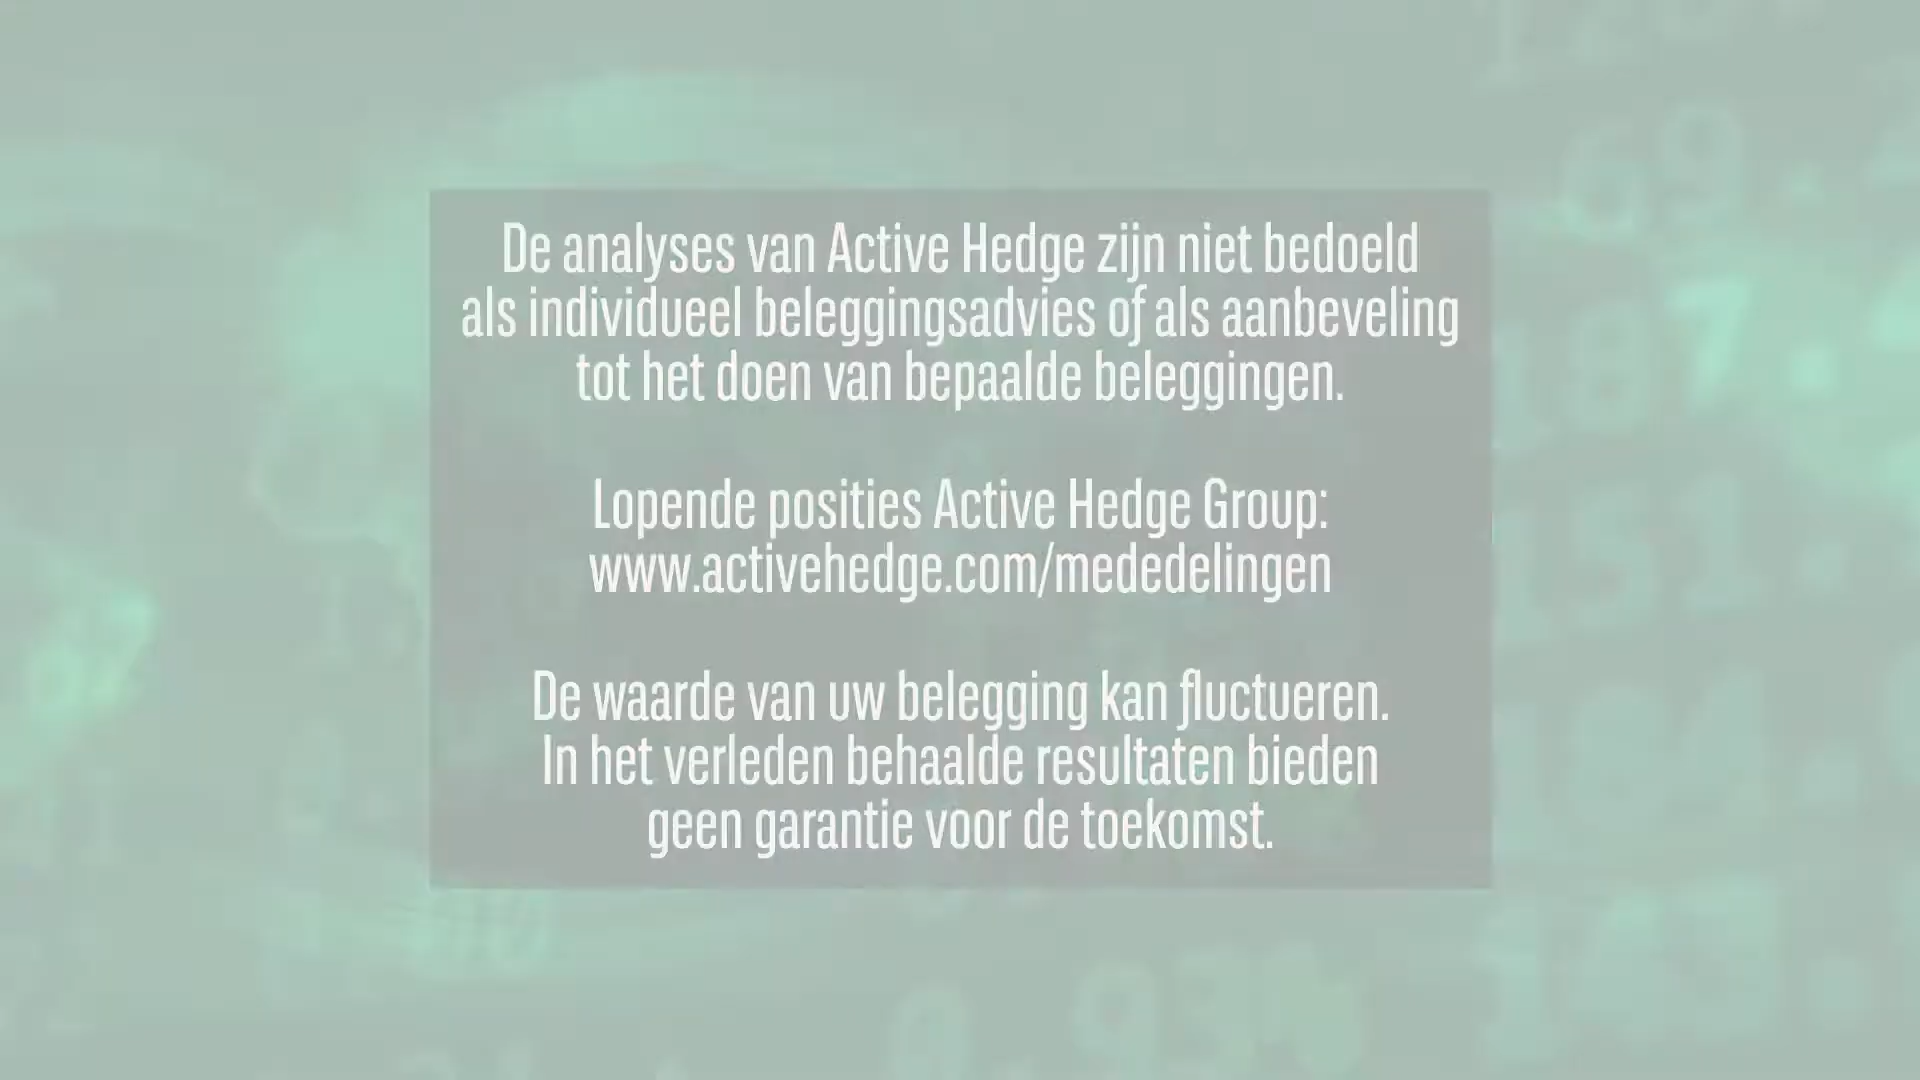 De analyses van Active Hedge zijn niet bedoeld
als individueel beleggingsadvies of als aanbeveling
tot het doen van bepaalde beleggingen.
Lopende posities Active Hedge Group:
www.activehedge.com/mededelingen
De waarde van uw belegging kan fluctueren.
In het verleden behaalde resultaten bieden
geen garantie voor de toekomst.